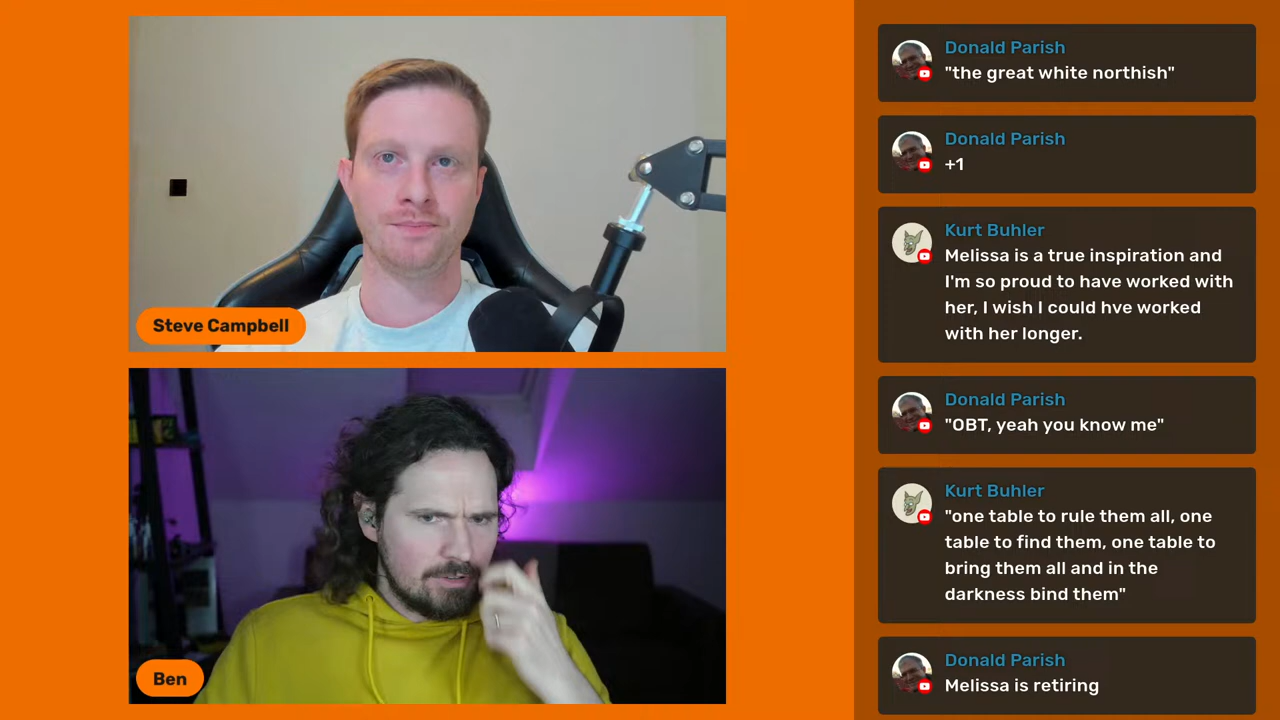 Steve Campbell
Ben
Donald Parish
"the great white northish"
Donald Parish
+1
Kurt Buhler
Melissa is a true inspiration and
I'm so proud to have worked with
her, I wish I could hve worked
with her longer.
Donald Parish
"OBT, yeah you know me"
Kurt Buhler
"one table to rule them all, one
table to find them, one table to
bring them all and in the
darkness bind them"
Donald Parish
Melissa is retiring